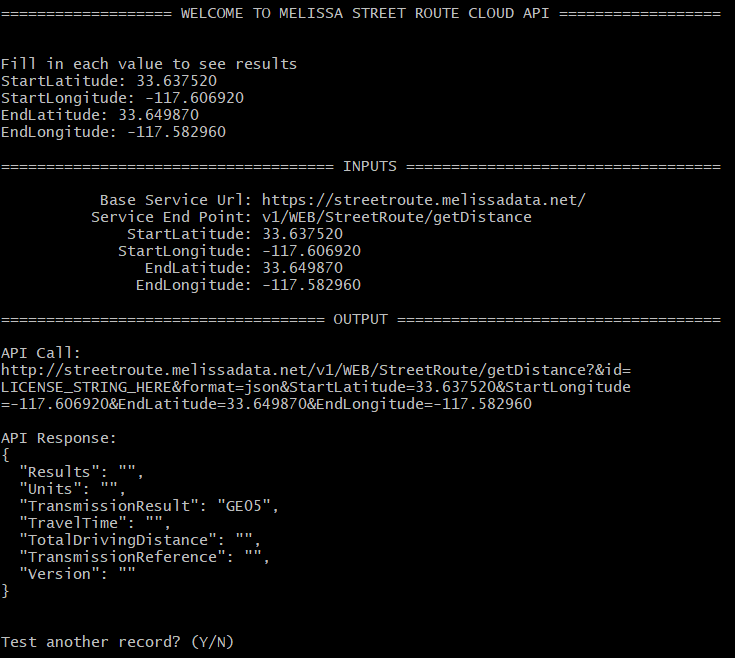 =================== WELCOME TO MELISSA STREET ROUTE CLOUD API ==================
Fill in each value to see results
StartLatitude: 33.637520
StartLongitude: -117.606920
EndLatitude: 33.649870
EndLongitude: -117.582960
===================================== INPUTS ===================================
Base Service Url: https://streetroute.melissadata.net/
Service End Point: v1/WEB/StreetRoute/getDistance
StartLatitude: 33.637520
StartLongitude: -117.606920
EndLatitude: 33.649870
EndLongitude: -117.582960
==================================== OUTPUT ====================================
API Call:
http://streetroute.melissadata.net/v1/WEB/StreetRoute/getDistance?&id=
LICENSE_STRING_HERE&format=json&StartLatitude=33.637520&StartLongitude
=-117.606920&EndLatitude=33.649870&EndLongitude=-117.582960
API Response:
{
"Results": "",
"Units": "",
"TransmissionResult": "GE05",
"TravelTime": "",
"TotalDrivingDistance": "",
"TransmissionReference": "",
"Version": ""
}
Test another record? (Y/N)